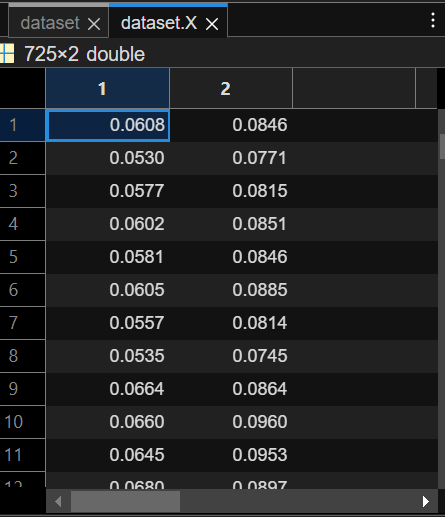 dataset × dataset.X ×
725×2 double
1 2
1 0.0608 0.0846
2 0.0530 0.0771
3 0.0577 0.0815
4 0.0602 0.0851
5 0.0581 0.0846
6 0.0605 0.0885
7 0.0557 0.0814
8 0.0535 0.0745
9 0.0664 0.0864
10 0.0660 0.0960
11 0.0645 0.0953
12 0.0680 0.0897